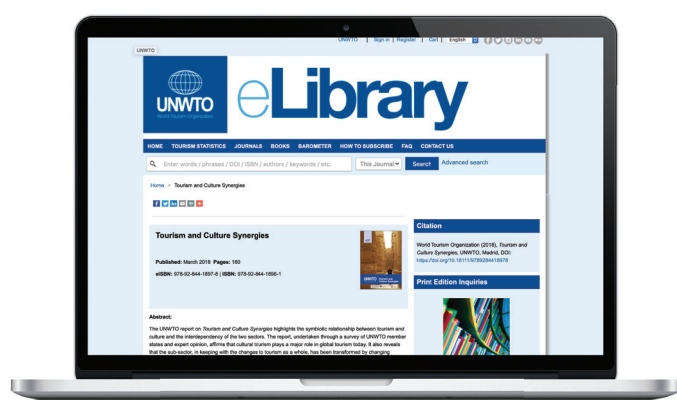 UNWTO | Sign in | Register | Cart | English
UNWTO
UNWTO
World Tourism Organization
eLibrary
HOME TOURISM STATISTICS JOURNALS BOOKS BAROMETER HOW TO SUBSCRIBE FAQ CONTACT US
Enter words / phrases / DOI / ISBN / authors / keywords / etc. This Journal Search Advanced search
Home » Tourism and Culture Synergies
Tourism and Culture Synergies
Published: March 2018 Pages: 160
eISBN: 978-92-844-1897-8 | ISBN: 978-92-844-1896-1
Tourism and
Culture Synergies
Citation
World Tourism Organization (2018), Tourism and
Culture Synergies, UNWTO, Madrid, DOI:
https://doi.org/10.18111/9789284418978
Print Edition Inquiries
Abstract:
The UNWTO report on Tourism and Culture Synergies highlights the symbiotic relationship between tourism and
culture and the interdependency of the two sectors. The report, undertaken through a survey of UNWTO member
states and expert opinion, affirms that cultural tourism plays a major role in global tourism today. It also reveals
that the sub-sector, in keeping with the changes to tourism as a whole, has been transformed by changing